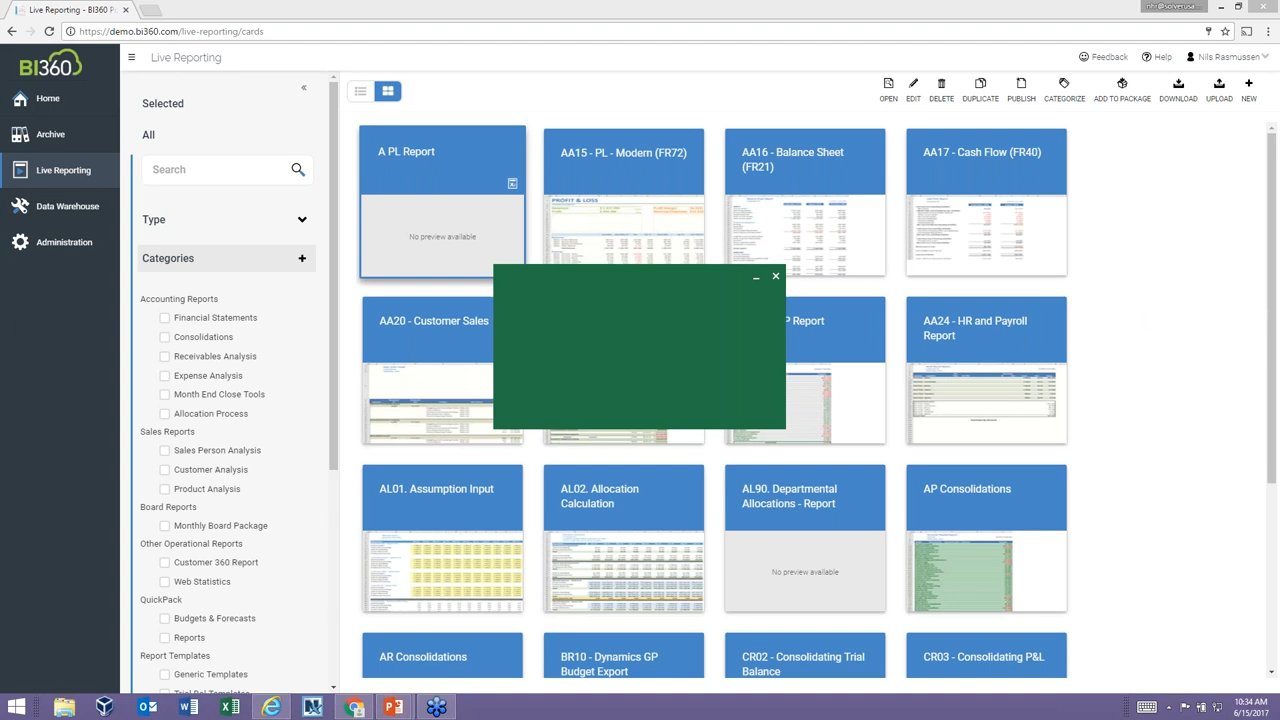 Live Reporting - BI360 P
https://demo.bi360.com/live-reporting/cards
BI360
Live Reporting
Feedback
Help
Nils Rasmussen
Home
Archive
Live Reporting
Data Warehouse
Administration
Selected
All
Search
Type
Categories
Accounting Reports
Financial Statements
Consolidations
Receivables Analysis
Expense Analysis
Month End Close Tools
Allocation Process
Sales Reports
Sales Person Analysis
Customer Analysis
Product Analysis
Board Reports
Monthly Board Package
Other Operational Reports
Customer 360 Report
Web Statistics
QuickPack
Budgets & Forecasts
Reports
Report Templates
Generic Templates
OPEN
EDIT
DELETE
DUPLICATE
PUBLISH
CATEGORIZE
ADD TO PACKAGE
DOWNLOAD
UPLOAD
NEW
A PL Report
No preview available
AA15 - PL - Modern (FR72)
PROFIT & LOSS
AA16 - Balance Sheet
(FR21)
AA17 - Cash Flow (FR40)
AA20 - Customer Sales
P Report
AA24 - HR and Payroll
Report
AL01. Assumption Input
AL02. Allocation
Calculation
AL90. Departmental
Allocations - Report
No preview available
AP Consolidations
AR Consolidations
BR10 - Dynamics GP
Budget Export
CR02 - Consolidating Trial
Balance
CR03 - Consolidating P&L
10:34 AM
6/15/2017